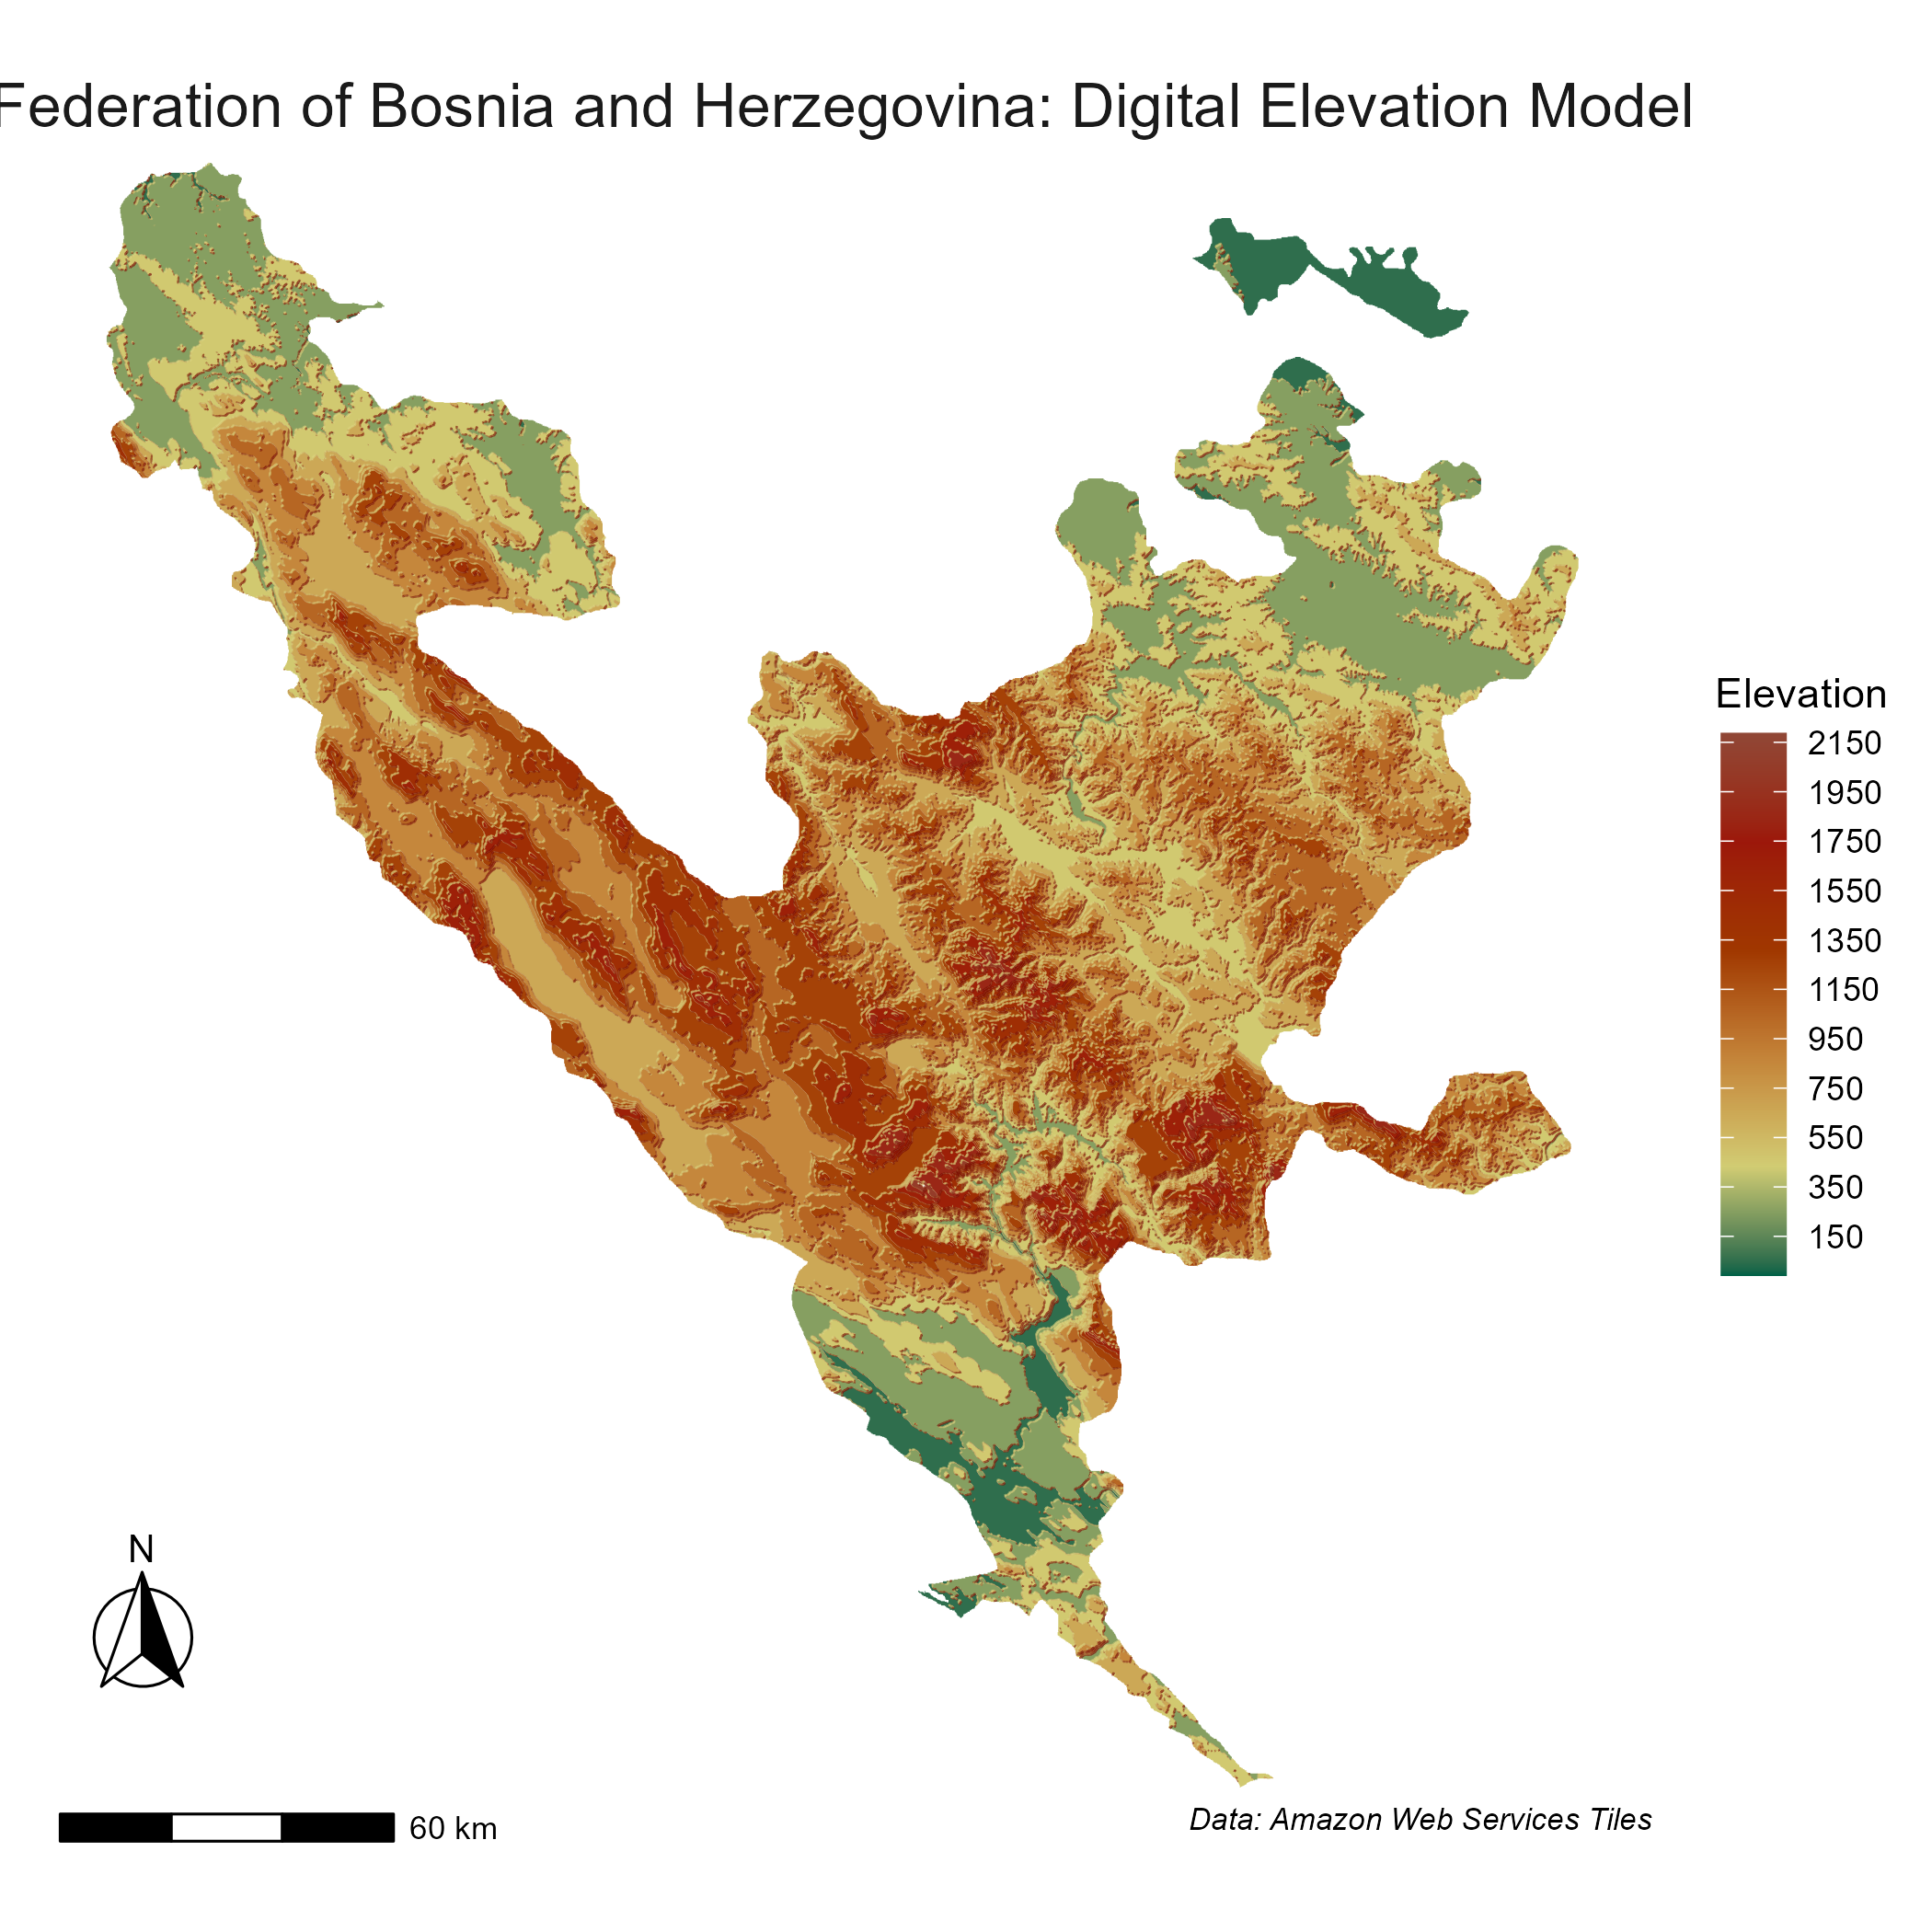 Federation of Bosnia and Herzegovina: Digital Elevation Model
Elevation
2150
1950
1750
1550
1350
1150
950
750
550
350
150
N
60 km
Data: Amazon Web Services Tiles